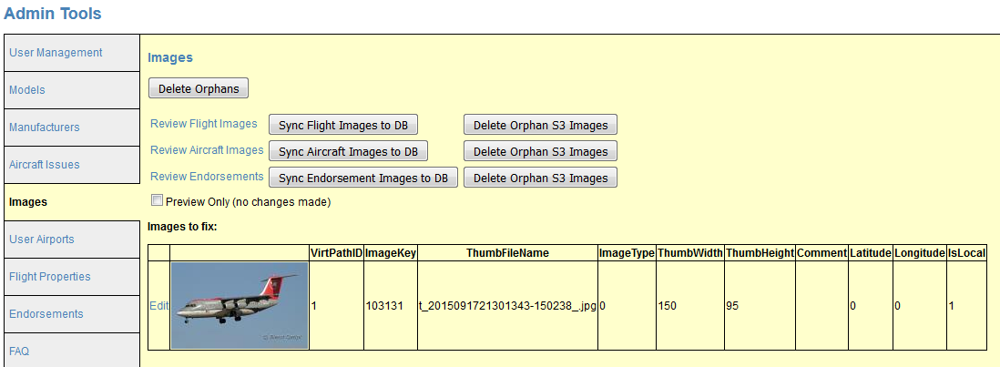 Admin Tools
User Management
Models
Manufacturers
Aircraft Issues
Images
User Airports
Flight Properties
Endorsements
FAQ
Images
Delete Orphans
Review Flight Images Sync Flight Images to DB Delete Orphan S3 Images
Review Aircraft Images Sync Aircraft Images to DB Delete Orphan S3 Images
Review Endorsements Sync Endorsement Images to DB Delete Orphan S3 Images
Preview Only (no changes made)
Images to fix:
VirtPathID ImageKey ThumbFileName ImageType ThumbWidth ThumbHeight Comment Latitude Longitude IsLocal
Edit 1 103131 t_2015091721301343-150238_.jpg 0 150 95 0 0 1